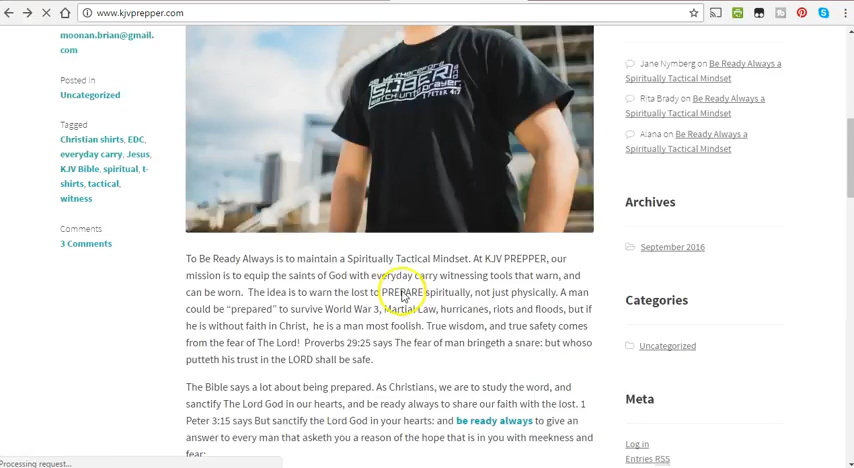 www.kjvprepper.com
moonan.brian@gmail.
com
Posted in
Uncategorized
Tagged
Christian shirts, EDC,
everyday carry, Jesus,
KJV Bible, spiritual, t-
shirts, tactical,
witness
Comments
3 Comments
SOBER
watch unto prayer
1 PETER 4:7
To Be Ready Always is to maintain a Spiritually Tactical Mindset. At KJV PREPPER, our
mission is to equip the saints of God with everyday carry witnessing tools that warn, and
can be worn. The idea is to warn the lost to PREPARE spiritually, not just physically. A man
could be “prepared” to survive World War 3, Martial Law, hurricanes, riots and floods, but if
he is without faith in Christ, he is a man most foolish. True wisdom, and true safety comes
from the fear of The Lord! Proverbs 29:25 says The fear of man bringeth a snare: but whoso
putteth his trust in the LORD shall be safe.
The Bible says a lot about being prepared. As Christians, we are to study the word, and
sanctify The Lord God in our hearts, and be ready always to share our faith with the lost. 1
Peter 3:15 says But sanctify the Lord God in your hearts: and be ready always to give an
answer to every man that asketh you a reason of the hope that is in you with meekness and
fear:
Jane Nymberg on Be Ready Always a
Spiritually Tactical Mindset
Rita Brady on Be Ready Always a
Spiritually Tactical Mindset
Alana on Be Ready Always a
Spiritually Tactical Mindset
Archives
September 2016
Categories
Uncategorized
Meta
Log in
Entries RSS
Processing request...